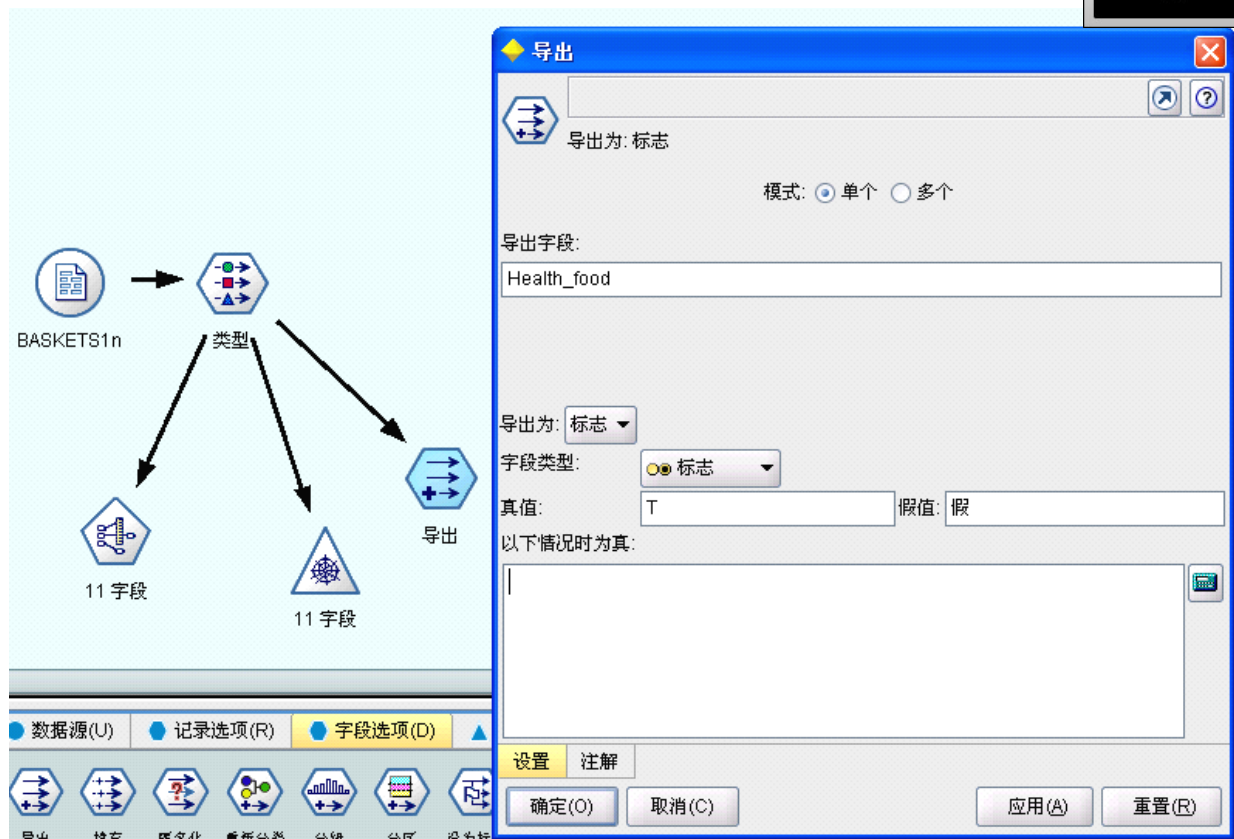 导出
导出为: 标志
模式: 单个 多个
导出字段:
Health_food
导出为: 标志
字段类型: 标志
真值: T 假值: 假
以下情况时为真:
设置 注解
确定(O) 取消(C) 应用(A) 重置(R)
BASKETS1n
类型
导出
11 字段
11 字段
数据源(U) 记录选项(R) 字段选项(D)